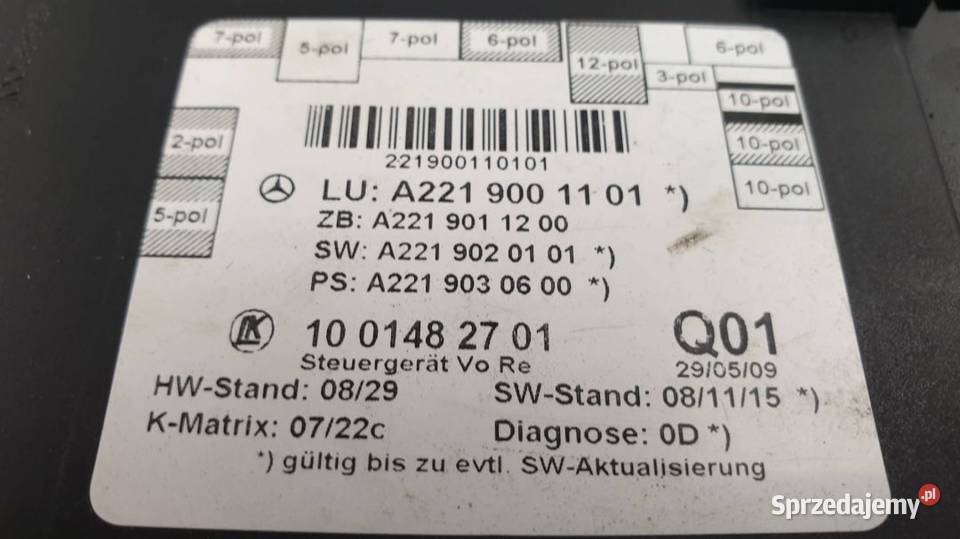 7-pol
5-pol
7-pol
6-pol
12-pol
3-pol
6-pol
10-pol
10-pol
10-pol
2-pol
5-pol
221900110101
LU: A221 900 11 01 *)
ZB: A221 901 12 00
SW: A221 902 01 01 *)
PS: A221 903 06 00 *)
10 0148 27 01
Q01
Steuergerät Vo Re
29/05/09
HW-Stand: 08/29
SW-Stand: 08/11/15 *)
K-Matrix: 07/22c
Diagnose: 0D *)
*) gültig bis zu evtl. SW-Aktualisierung
Sprzedajemy.pl